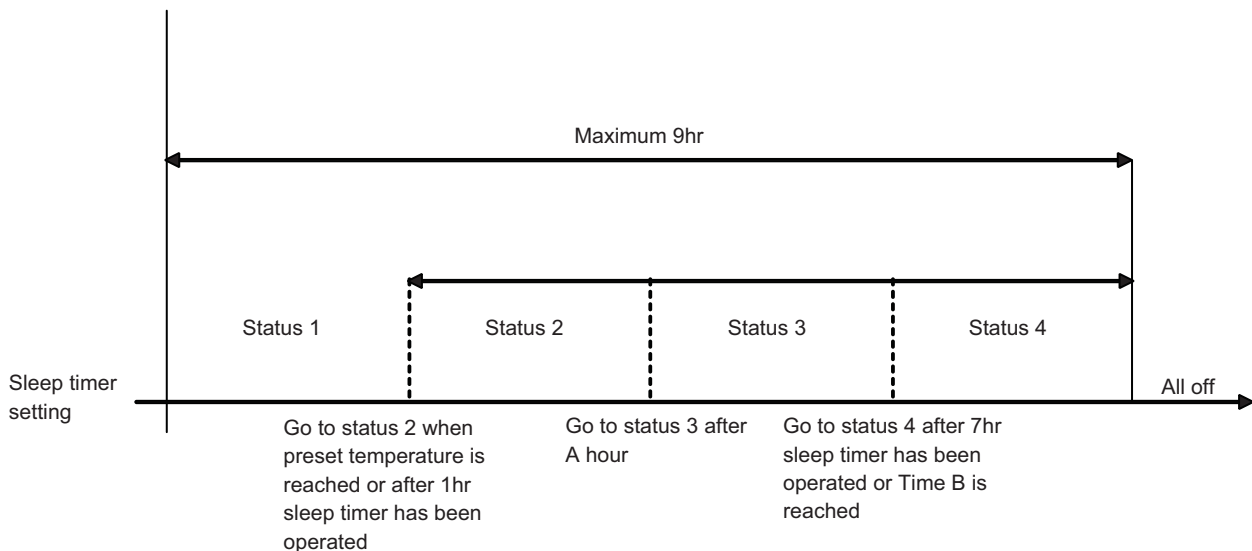 Maximum 9hr
Status 1
Status 2
Status 3
Status 4
Sleep timer
setting
All off
Go to status 2 when
preset temperature is
reached or after 1hr
sleep timer has been
operated
Go to status 3 after
A hour
Go to status 4 after 7hr
sleep timer has been
operated or Time B is
reached